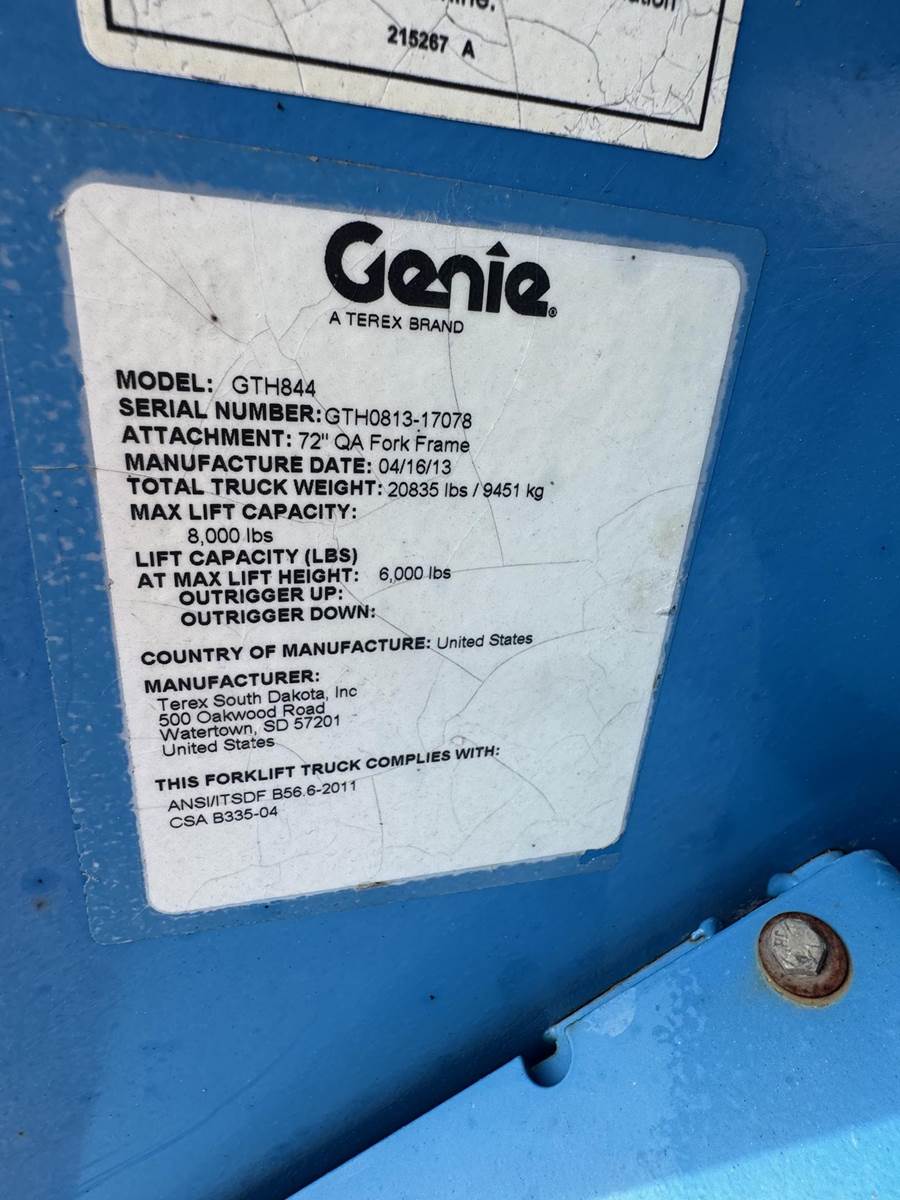 215267 A
Genie®
A TEREX BRAND
MODEL: GTH844
SERIAL NUMBER: GTH0813-17078
ATTACHMENT: 72" QA Fork Frame
MANUFACTURE DATE: 04/16/13
TOTAL TRUCK WEIGHT: 20835 lbs / 9451 kg
MAX LIFT CAPACITY:
8,000 lbs
LIFT CAPACITY (LBS)
AT MAX LIFT HEIGHT: 6,000 lbs
OUTRIGGER UP:
OUTRIGGER DOWN:
COUNTRY OF MANUFACTURE: United States
MANUFACTURER:
Terex South Dakota, Inc
500 Oakwood Road
Watertown, SD 57201
United States
THIS FORKLIFT TRUCK COMPLIES WITH:
ANSI/ITSDF B56.6-2011
CSA B335-04